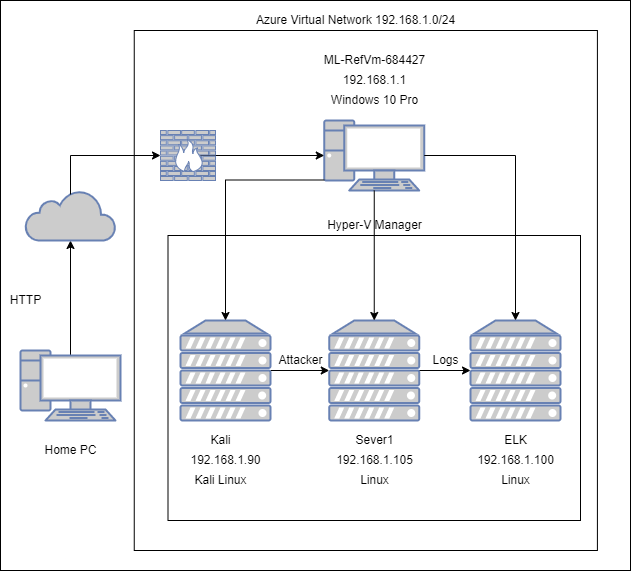 Azure Virtual Network 192.168.1.0/24
ML-RefVm-684427
192.168.1.1
Windows 10 Pro
Hyper-V Manager
HTTP
Attacker
Logs
Home PC
Kali
192.168.1.90
Kali Linux
Sever1
192.168.1.105
Linux
ELK
192.168.1.100
Linux